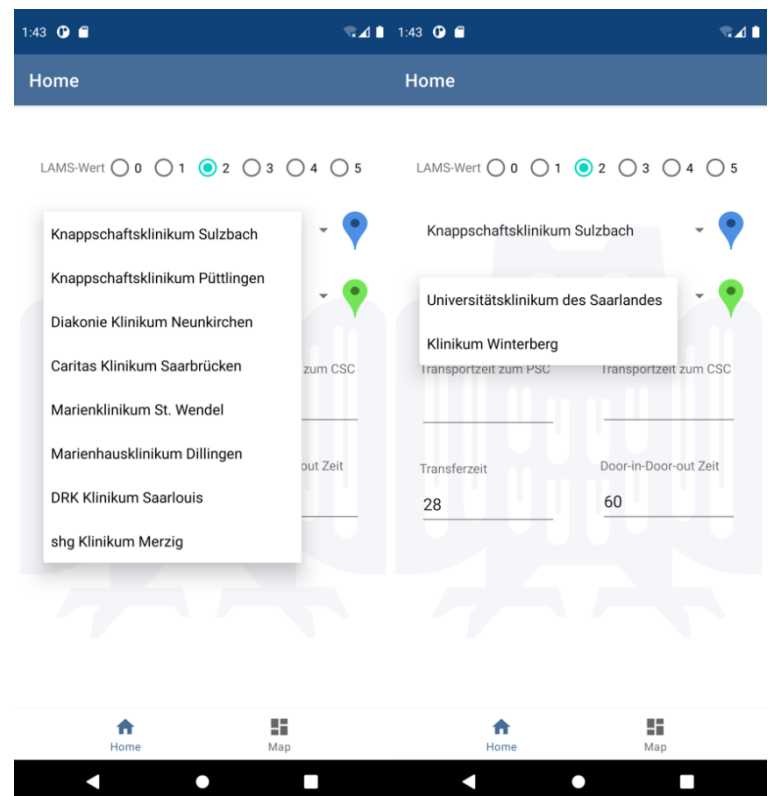 1:43
Home
LAMS-Wert 0 1 2 3 4 5
Knappschaftsklinikum Sulzbach
Knappschaftsklinikum Püttlingen
Diakonie Klinikum Neunkirchen
Caritas Klinikum Saarbrücken
zum CSC
Marienklinikum St. Wendel
Marienhausklinikum Dillingen
out Zeit
DRK Klinikum Saarlouis
shg Klinikum Merzig
Home Map
1:43
Home
LAMS-Wert 0 1 2 3 4 5
Knappschaftsklinikum Sulzbach
Universitätsklinikum des Saarlandes
Klinikum Winterberg
Transportzeit zum PSC Transportzeit zum CSC
Transferzeit Door-in-Door-out Zeit
28 60
Home Map